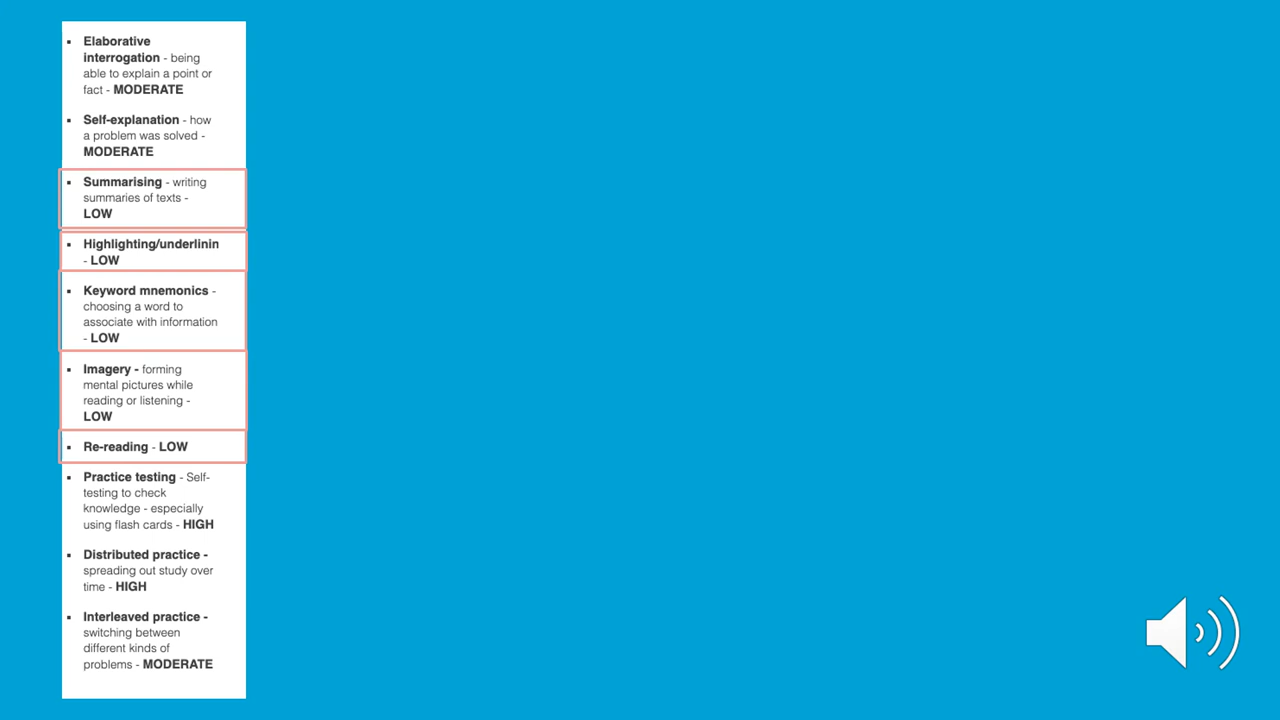 ▪ Elaborative
interrogation - being
able to explain a point or
fact - MODERATE
▪ Self-explanation - how
a problem was solved -
MODERATE
▪ Summarising - writing
summaries of texts -
LOW
▪ Highlighting/underlinin
- LOW
▪ Keyword mnemonics -
choosing a word to
associate with information
- LOW
▪ Imagery - forming
mental pictures while
reading or listening -
LOW
▪ Re-reading - LOW
▪ Practice testing - Self-
testing to check
knowledge - especially
using flash cards - HIGH
▪ Distributed practice -
spreading out study over
time - HIGH
▪ Interleaved practice -
switching between
different kinds of
problems - MODERATE